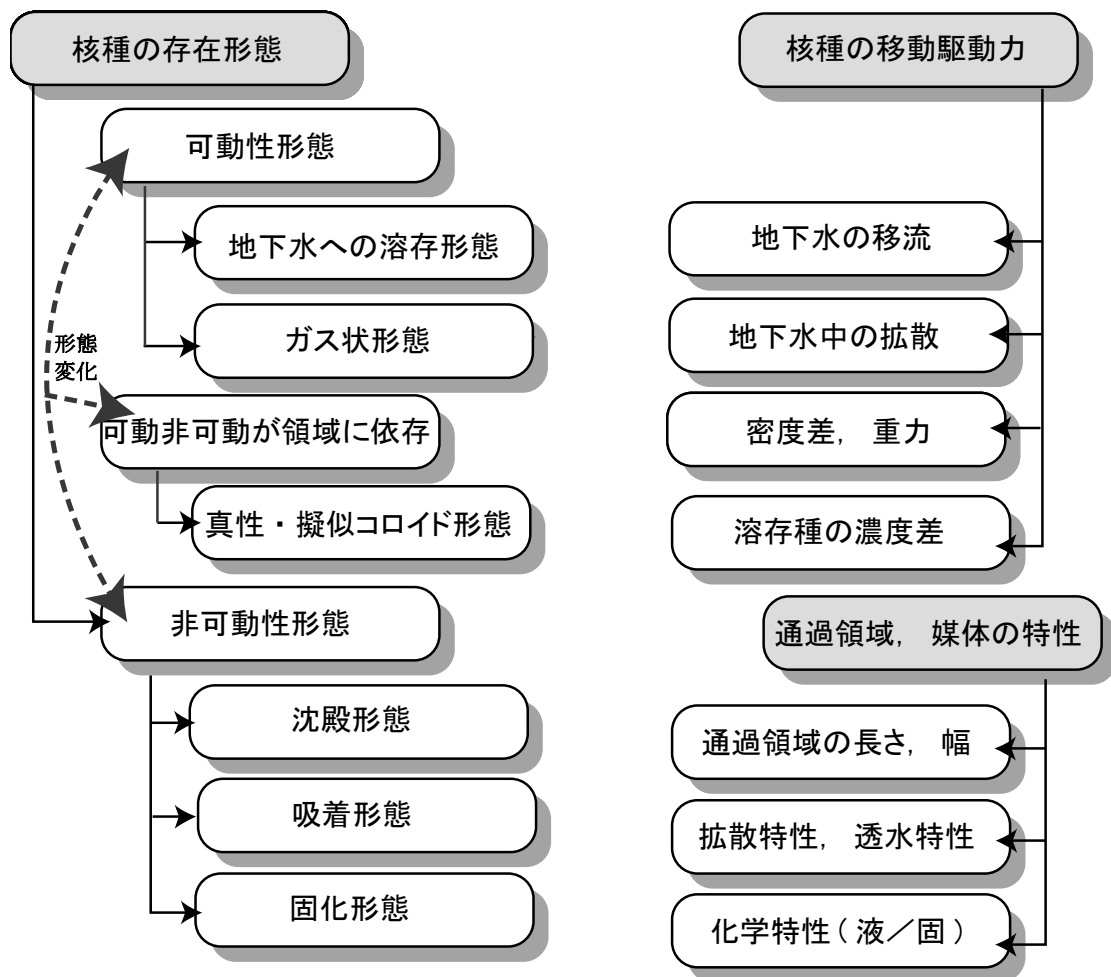 核種の存在形態
可動性形態
地下水への溶存形態
ガス状形態
形態
変化
可動非可動が領域に依存
真性・擬似コロイド形態
非可動性形態
沈殿形態
吸着形態
固化形態
核種の移動駆動力
地下水の移流
地下水中の拡散
密度差, 重力
溶存種の濃度差
通過領域, 媒体の特性
通過領域の長さ, 幅
拡散特性, 透水特性
化学特性(液／固)